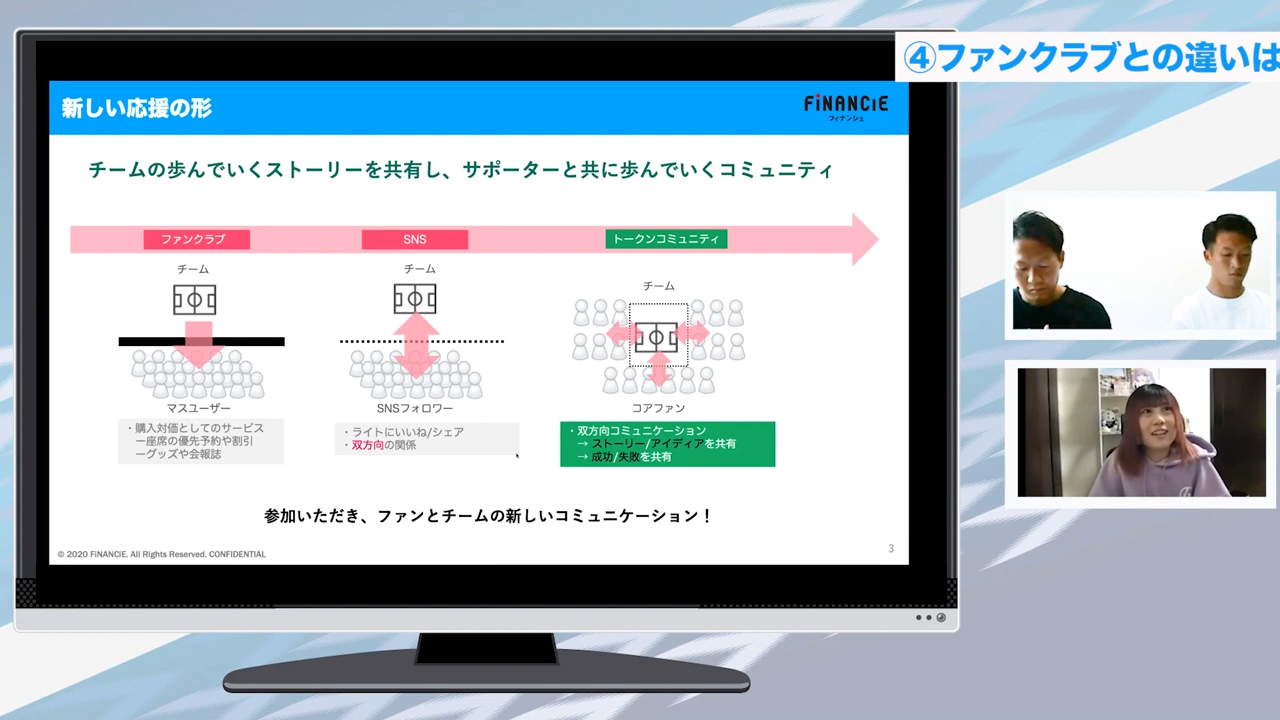 ④ファンクラブとの違いは
新しい応援の形
FiNANCiE
フィナンシェ
チームの歩んでいくストーリーを共有し、サポーターと共に歩んでいくコミュニティ
ファンクラブ
SNS
トークンコミュニティ
チーム
チーム
チーム
マスユーザー
SNSフォロワー
コアファン
・購入対価としてのサービス
ー座席の優先予約や割引
ーグッズや会報誌
・ライトにいいね/シェア
・双方向の関係
・双方向コミュニケーション
→ ストーリー/アイディアを共有
→ 成功/失敗を共有
参加いただき、ファンとチームの新しいコミュニケーション！
© 2020 FiNANCiE. All Rights Reserved. CONFIDENTIAL
3